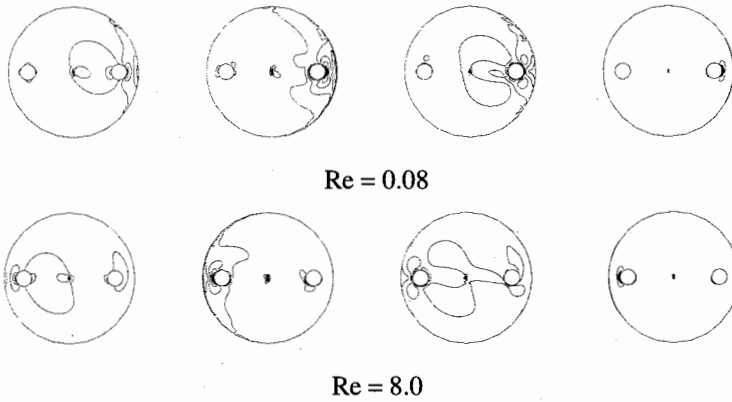 Re = 0.08
Re = 8.0